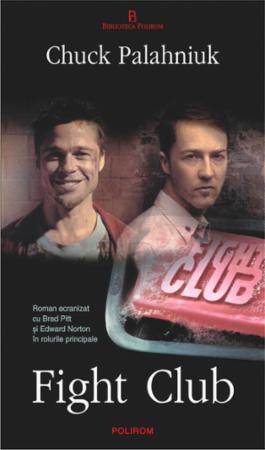 BIBLIOTECA POLIROM
Chuck Palahniuk
FIGHT
CLUB
Roman ecranizat
cu Brad Pitt
și Edward Norton
în rolurile principale
Fight Club
POLIROM